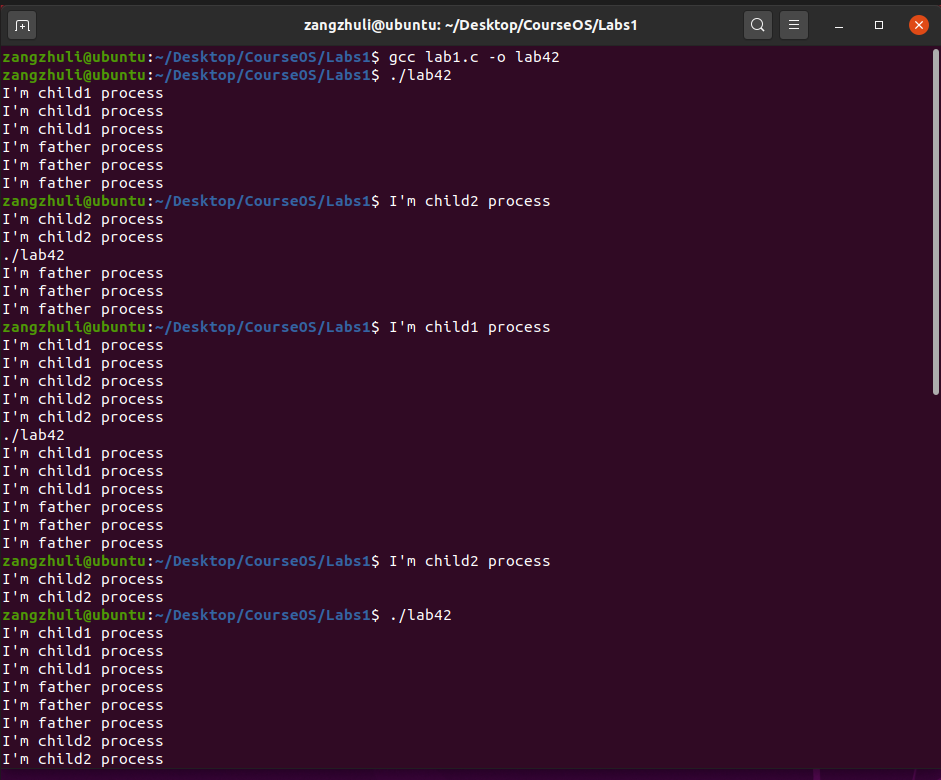 zangzhuli@ubuntu: ~/Desktop/CourseOS/Labs1
zangzhuli@ubuntu:~/Desktop/CourseOS/Labs1$ gcc lab1.c -o lab42
zangzhuli@ubuntu:~/Desktop/CourseOS/Labs1$ ./lab42
I'm child1 process
I'm child1 process
I'm child1 process
I'm father process
I'm father process
I'm father process
zangzhuli@ubuntu:~/Desktop/CourseOS/Labs1$ I'm child2 process
I'm child2 process
I'm child2 process
./lab42
I'm father process
I'm father process
I'm father process
zangzhuli@ubuntu:~/Desktop/CourseOS/Labs1$ I'm child1 process
I'm child1 process
I'm child1 process
I'm child2 process
I'm child2 process
I'm child2 process
./lab42
I'm child1 process
I'm child1 process
I'm child1 process
I'm father process
I'm father process
I'm father process
zangzhuli@ubuntu:~/Desktop/CourseOS/Labs1$ I'm child2 process
I'm child2 process
I'm child2 process
zangzhuli@ubuntu:~/Desktop/CourseOS/Labs1$ ./lab42
I'm child1 process
I'm child1 process
I'm child1 process
I'm father process
I'm father process
I'm father process
I'm child2 process
I'm child2 process